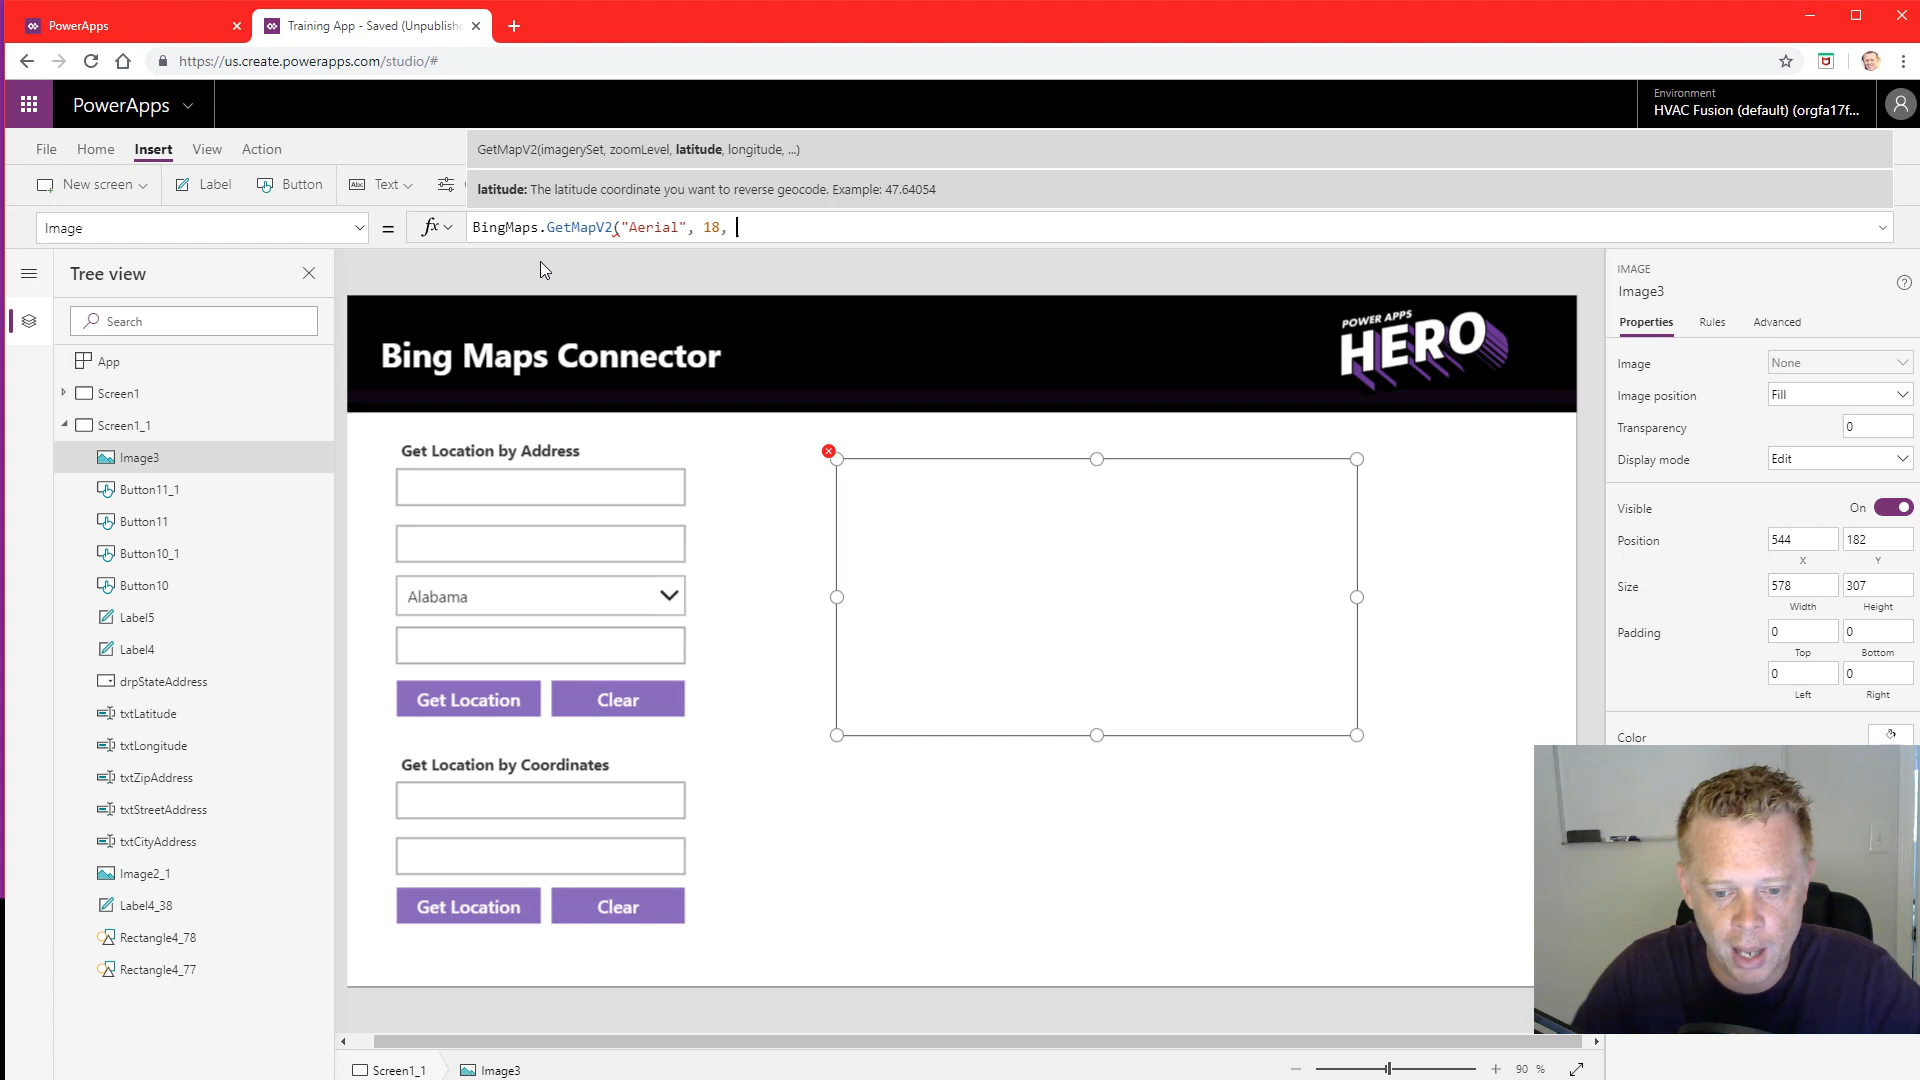 PowerApps
Training App - Saved (Unpublishe
https://us.create.powerapps.com/studio/#
PowerApps
Environment
HVAC Fusion (default) (orgfa17f...
File Home Insert View Action
GetMapV2(imagerySet, zoomLevel, latitude, longitude, ...)
New screen Label Button Abc Text
latitude: The latitude coordinate you want to reverse geocode. Example: 47.64054
Image = fx BingMaps.GetMapV2("Aerial", 18,
Tree view
Search
App
Screen1
Screen1_1
Image3
Button11_1
Button11
Button10_1
Button10
Label5
Label4
drpStateAddress
txtLatitude
txtLongitude
txtZipAddress
txtStreetAddress
txtCityAddress
Image2_1
Label4_38
Rectangle4_78
Rectangle4_77
Bing Maps Connector
POWER APPS
HERO
Get Location by Address
Alabama
Get Location Clear
Get Location by Coordinates
Get Location Clear
IMAGE
Image3
Properties Rules Advanced
Image None
Image position Fill
Transparency 0
Display mode Edit
Visible On
Position 544 182
X Y
Size 578 307
Width Height
Padding 0 0
Top Bottom
0 0
Left Right
Color
Screen1_1 Image3
90 %